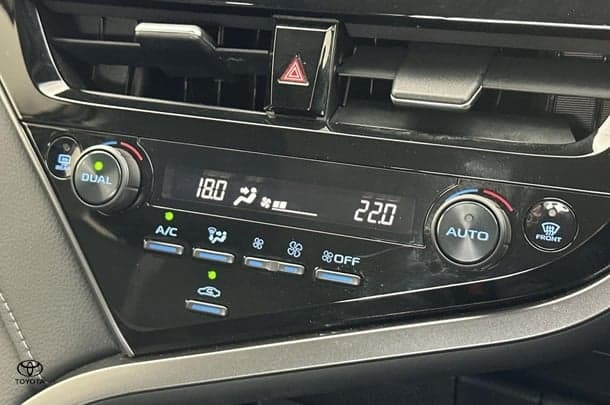 DUAL
18.0
22.0
AUTO
FRONT
A/C
OFF
TOYOTA